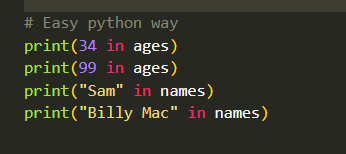 # Easy python way
print(34 in ages)
print(99 in ages)
print("Sam" in names)
print("Billy Mac" in names)